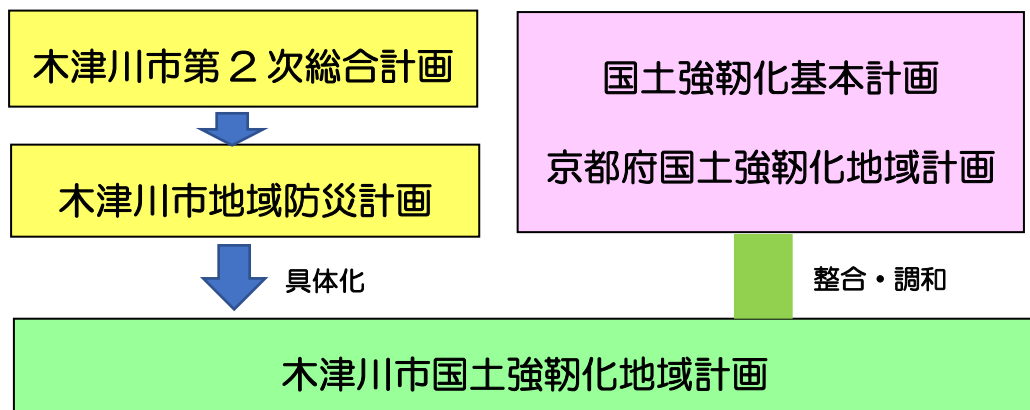 木津川市第2次総合計画
木津川市地域防災計画
具体化
国土強靱化基本計画
京都府国土強靱化地域計画
整合・調和
木津川市国土強靱化地域計画